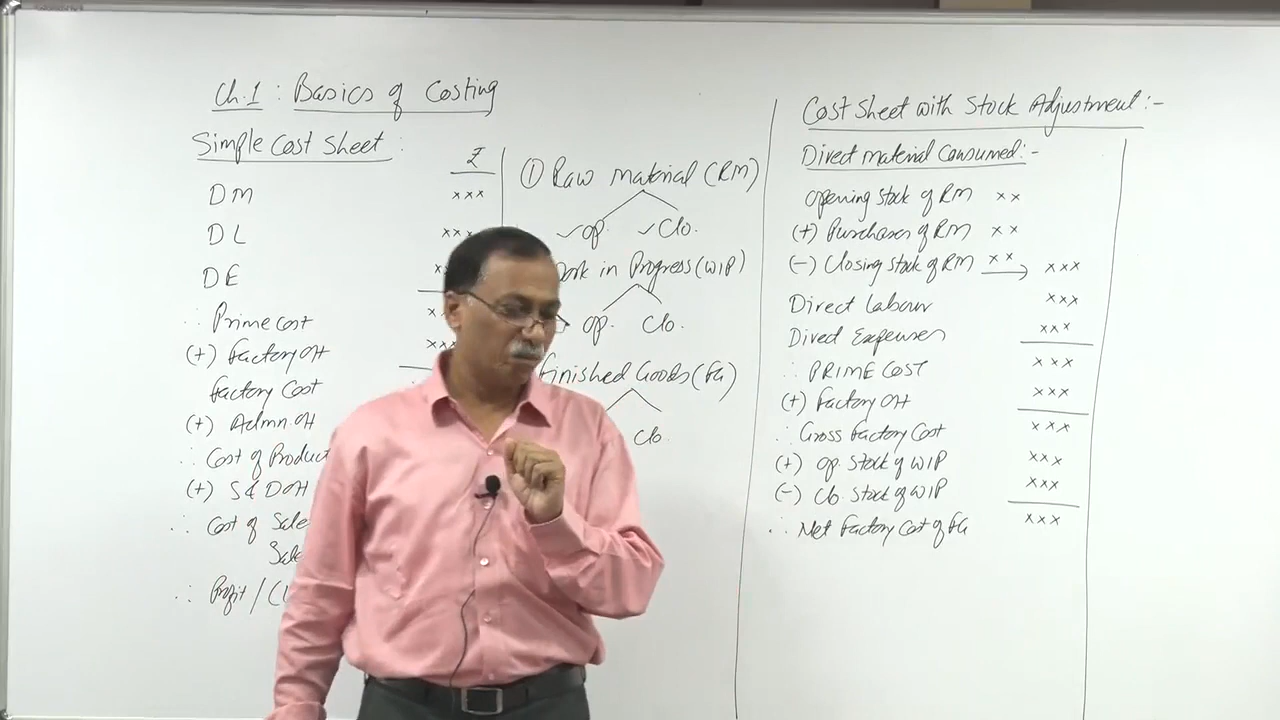 Ch.1 : Basics of Costing
Simple Cost Sheet :
₹
DM xxx
DL xxx
DE
∴ Prime Cost
(+) Factory OH
Factory Cost
(+) Admn. OH
∴ Cost of Product
(+) S & D OH
∴ Cost of Sale
Sale
∴ Profit / (L
① Raw Material (RM)
✓ op. ✓ Clo.
ork in Progress (WIP)
op. Clo.
Finished Goods (FG)
Clo.
Cost Sheet with Stock Adjustment :-
Direct Material Consumed :-
Opening Stock of RM xx
(+) Purchases of RM xx
(-) Closing Stock of RM xx → xxx
Direct Labour xxx
Direct Expenses xxx
∴ PRIME COST xxx
(+) Factory OH xxx
∴ Gross Factory Cost xxx
(+) Op. Stock of WIP xxx
(-) Clo. Stock of WIP xxx
∴ Net Factory Cost of FG xxx